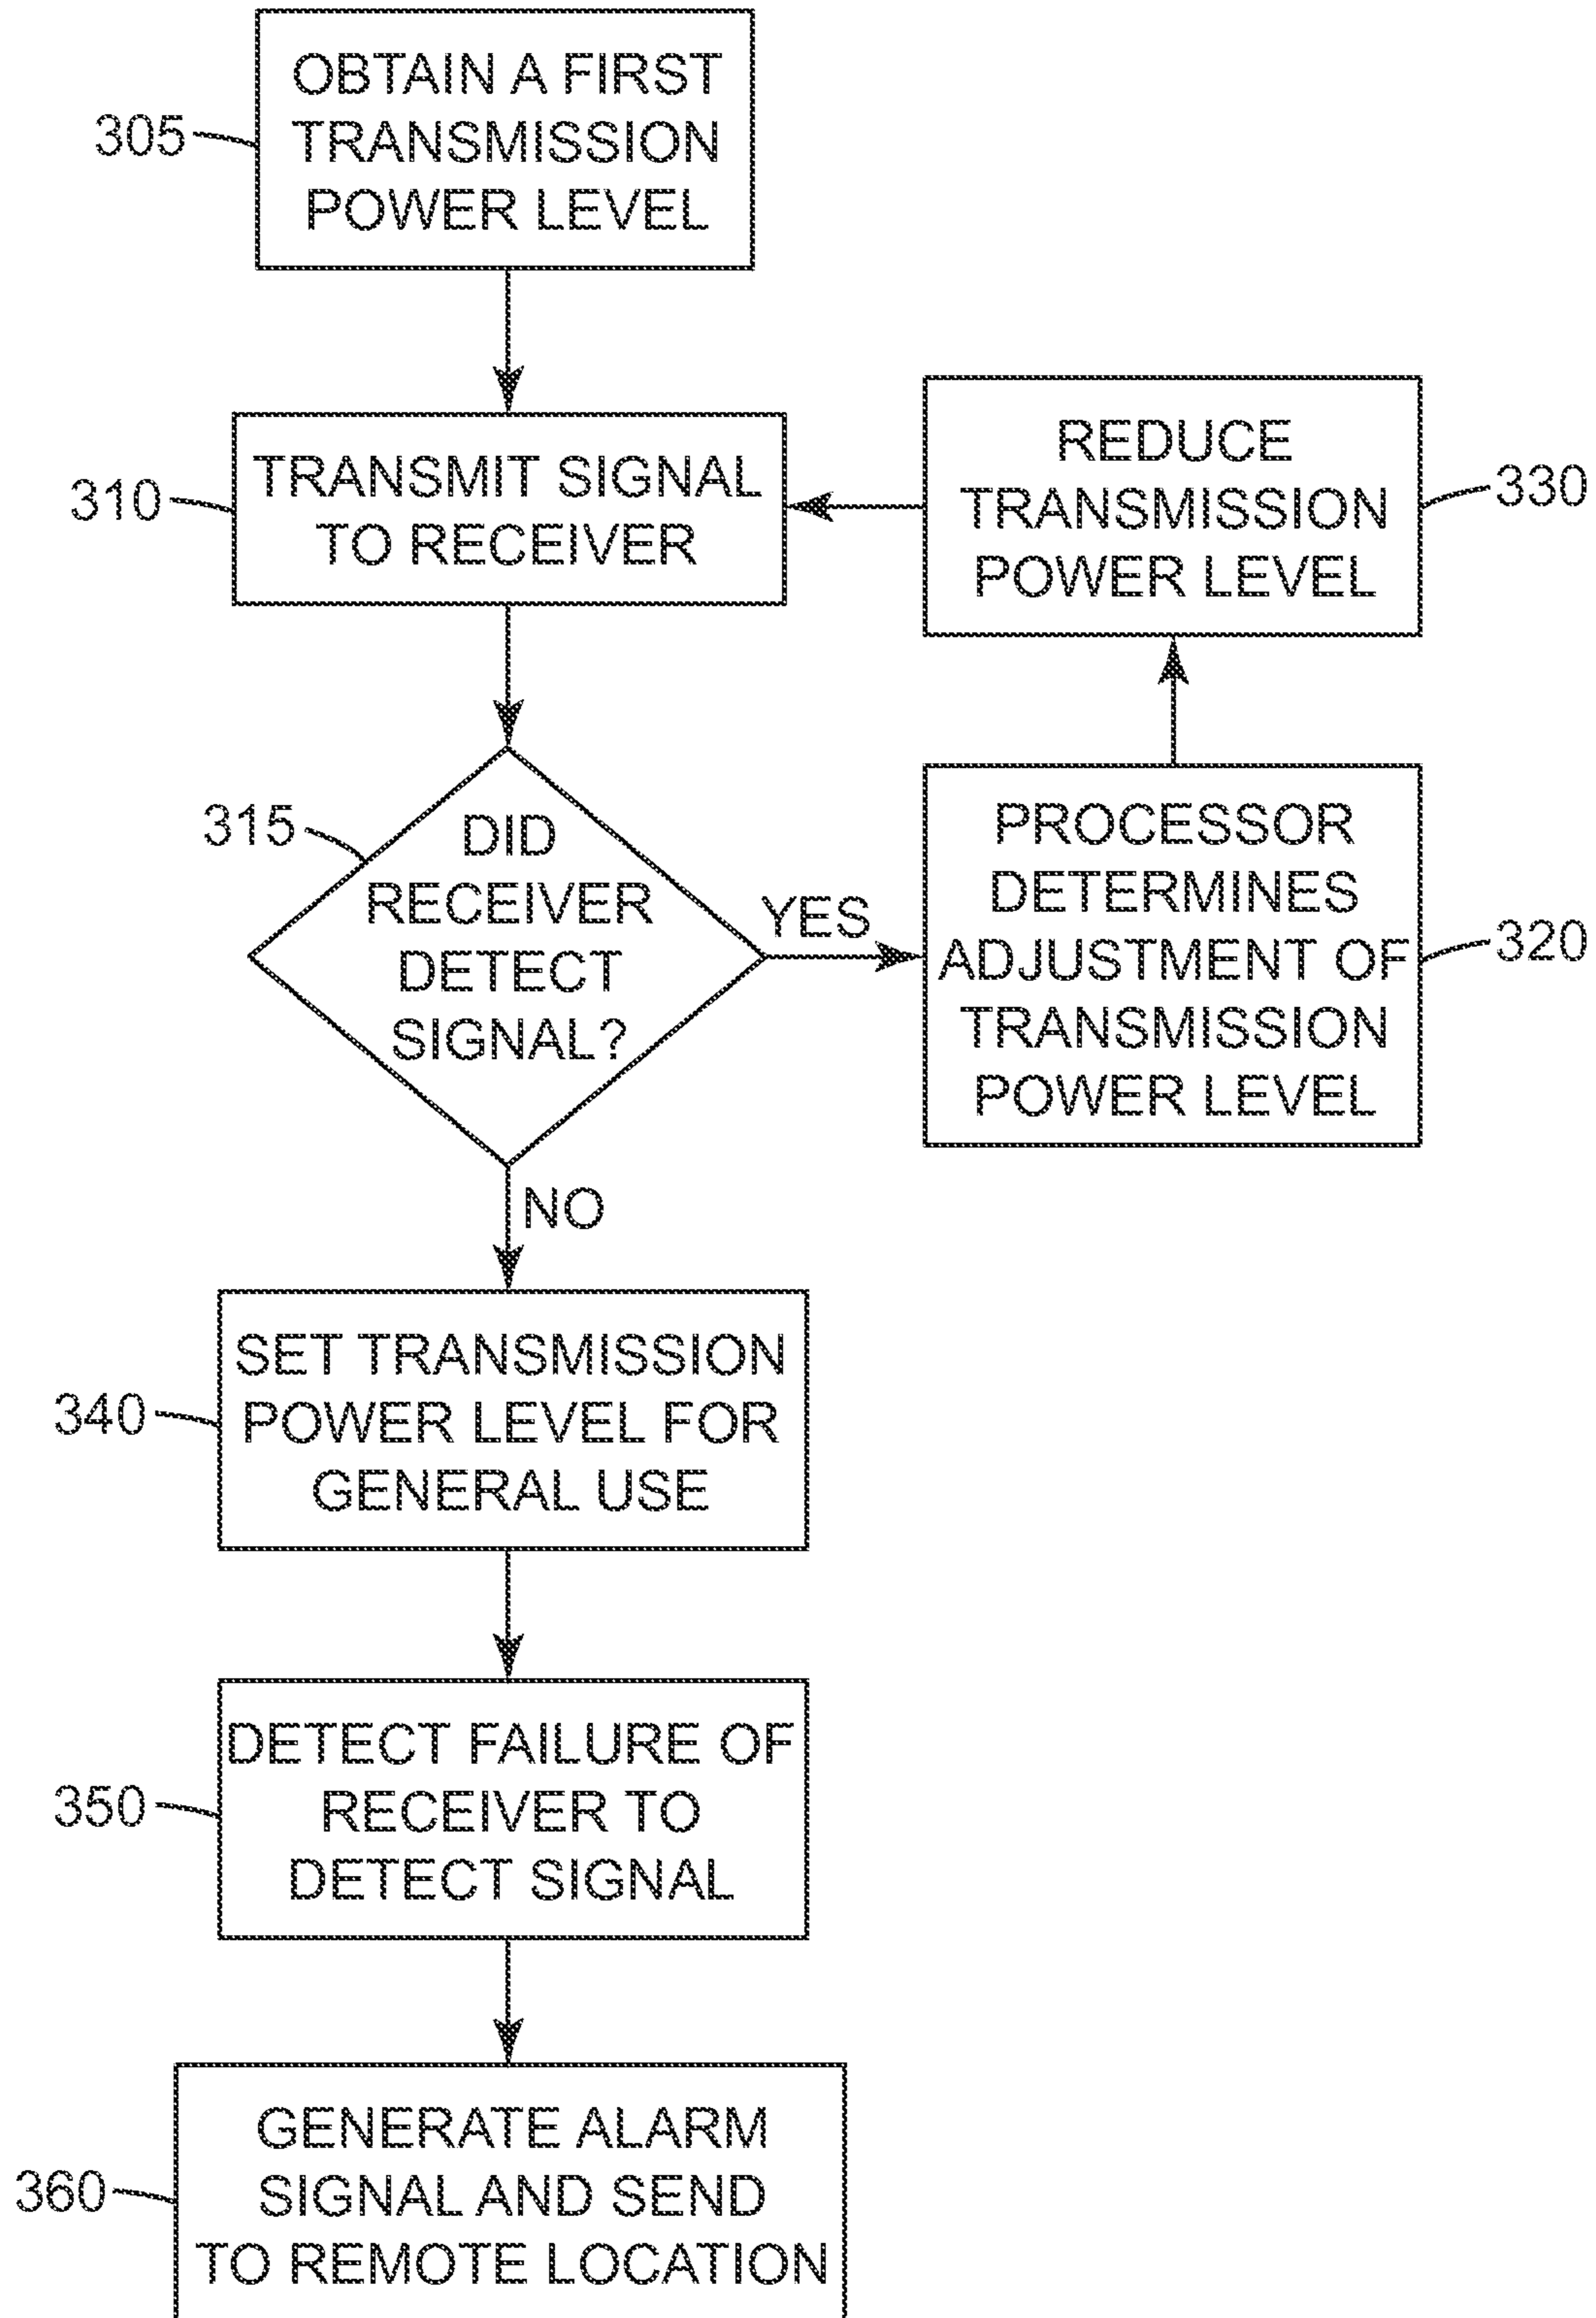 305
OBTAIN A FIRST
TRANSMISSION
POWER LEVEL
310
TRANSMIT SIGNAL
TO RECEIVER
REDUCE
TRANSMISSION
POWER LEVEL
330
315
DID
RECEIVER
DETECT
SIGNAL?
YES
PROCESSOR
DETERMINES
ADJUSTMENT OF
TRANSMISSION
POWER LEVEL
320
NO
340
SET TRANSMISSION
POWER LEVEL FOR
GENERAL USE
350
DETECT FAILURE OF
RECEIVER TO
DETECT SIGNAL
360
GENERATE ALARM
SIGNAL AND SEND
TO REMOTE LOCATION